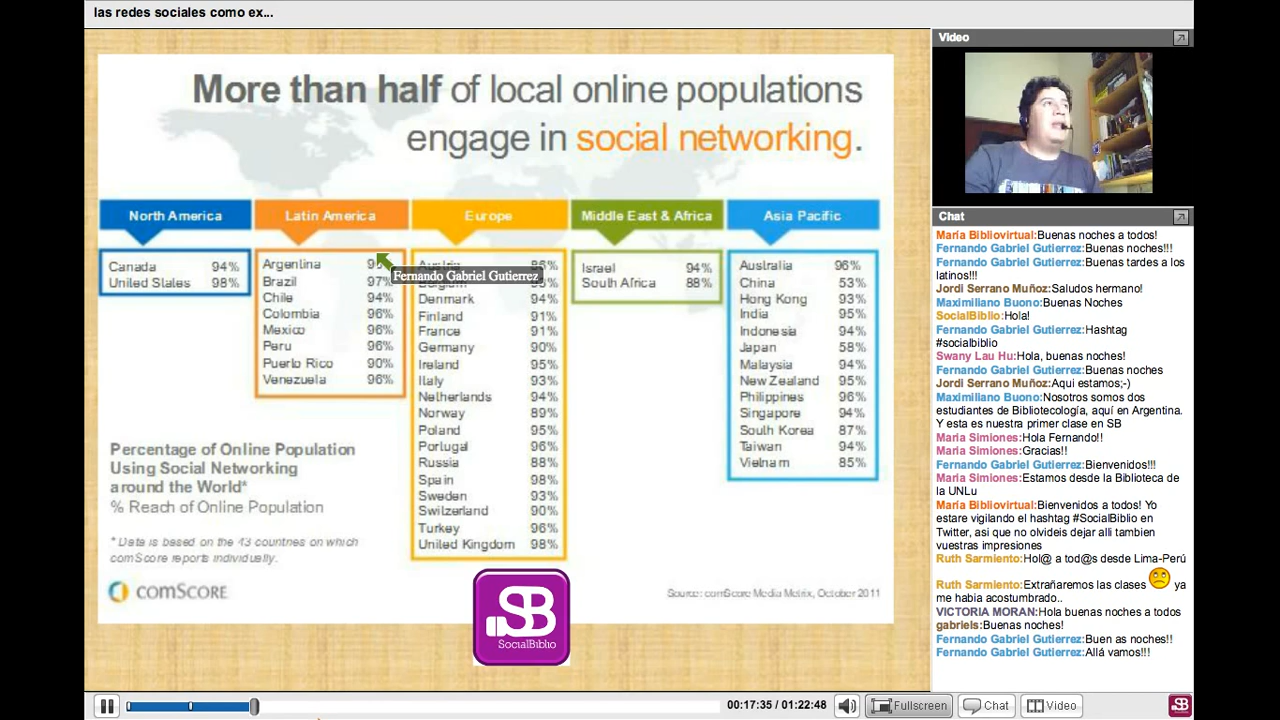 las redes sociales como ex...
More than half of local online populations
engage in social networking.
North America
Canada 94%
United States 98%
Latin America
Argentina
Brazil 97%
Chile 94%
Colombia 96%
Mexico 96%
Peru 96%
Puerto Rico 90%
Venezuela 96%
Fernando Gabriel Gutierrez
Europe
Austria 86%
Denmark 94%
Finland 91%
France 91%
Germany 90%
Ireland 95%
Italy 93%
Netherlands 94%
Norway 89%
Poland 95%
Portugal 96%
Russia 88%
Spain 98%
Sweden 93%
Switzerland 90%
Turkey 96%
United Kingdom 98%
Middle East & Africa
Israel 94%
South Africa 88%
Asia Pacific
Australia 96%
China 53%
Hong Kong 93%
India 95%
Indonesia 94%
Japan 58%
Malaysia 94%
New Zealand 95%
Philippines 96%
Singapore 94%
South Korea 87%
Taiwan 94%
Vietnam 85%
Percentage of Online Population
Using Social Networking
around the World*
% Reach of Online Population
* Data is based on the 43 countries on which
comScore reports individually.
comSCORE
Source: comScore Media Metrix, October 2011
SB
SocialBiblio
Video
Chat
María Bibliovirtual:Buenas noches a todos!
Fernando Gabriel Gutierrez:Buenas noches!!!
Fernando Gabriel Gutierrez:Buenas tardes a los
latinos!!!
Jordi Serrano Muñoz:Saludos hermano!
Maximiliano Buono:Buenas Noches
SocialBiblio:Hola!
Fernando Gabriel Gutierrez:Hashtag
#socialbiblio
Swany Lau Hu:Hola, buenas noches!
Fernando Gabriel Gutierrez:Buenas noches
Jordi Serrano Muñoz:Aqui estamos;-)
Maximiliano Buono:Nosotros somos dos
estudiantes de Bibliotecología, aquí en Argentina.
Y esta es nuestra primer clase en SB
Maria Simiones:Hola Fernando!!
Maria Simiones:Gracias!!
Fernando Gabriel Gutierrez:Bienvenidos!!!
Maria Simiones:Estamos desde la Biblioteca de
la UNLu
María Bibliovirtual:Bienvenidos a todos! Yo
estare vigilando el hashtag #SocialBiblio en
Twitter, asi que no olvideis dejar alli tambien
vuestras impresiones
Ruth Sarmiento:Hol@ a tod@s desde Lima-Perú
Ruth Sarmiento:Extrañaremos las clases ya
me habia acostumbrado..
VICTORIA MORAN:Hola buenas noches a todos
gabriels:Buenas noches!
Fernando Gabriel Gutierrez:Buen as noches!!
Fernando Gabriel Gutierrez:Allá vamos!!!
00:17:35 / 01:22:48
Fullscreen
Chat
Video
SB